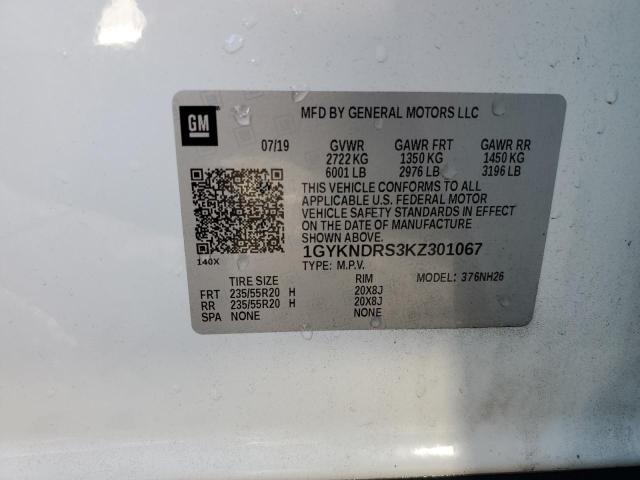 GM
MFD BY GENERAL MOTORS LLC
07/19 GVWR GAWR FRT GAWR RR
2722 KG 1350 KG 1450 KG
6001 LB 2976 LB 3196 LB
THIS VEHICLE CONFORMS TO ALL
APPLICABLE U.S. FEDERAL MOTOR
VEHICLE SAFETY STANDARDS IN EFFECT
ON THE DATE OF MANUFACTURE
SHOWN ABOVE.
1GYKNDRS3KZ301067
140X
TYPE: M.P.V.
TIRE SIZE RIM MODEL: 376NH26
FRT 235/55R20 H 20X8J
RR 235/55R20 H 20X8J
SPA NONE NONE